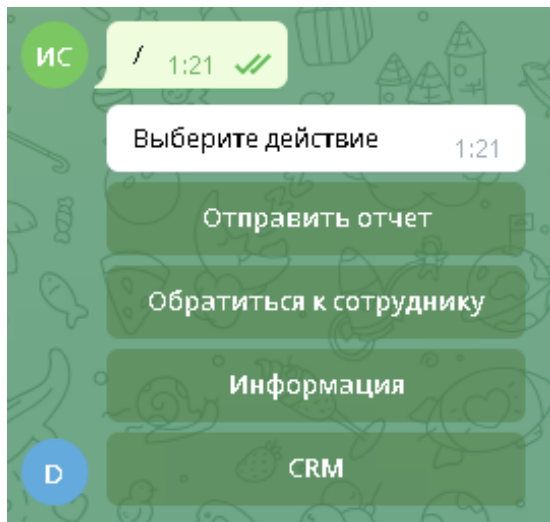 ИС
/ 1:21
Выберите действие 1:21
Отправить отчет
Обратиться к сотруднику
Информация
CRM
D